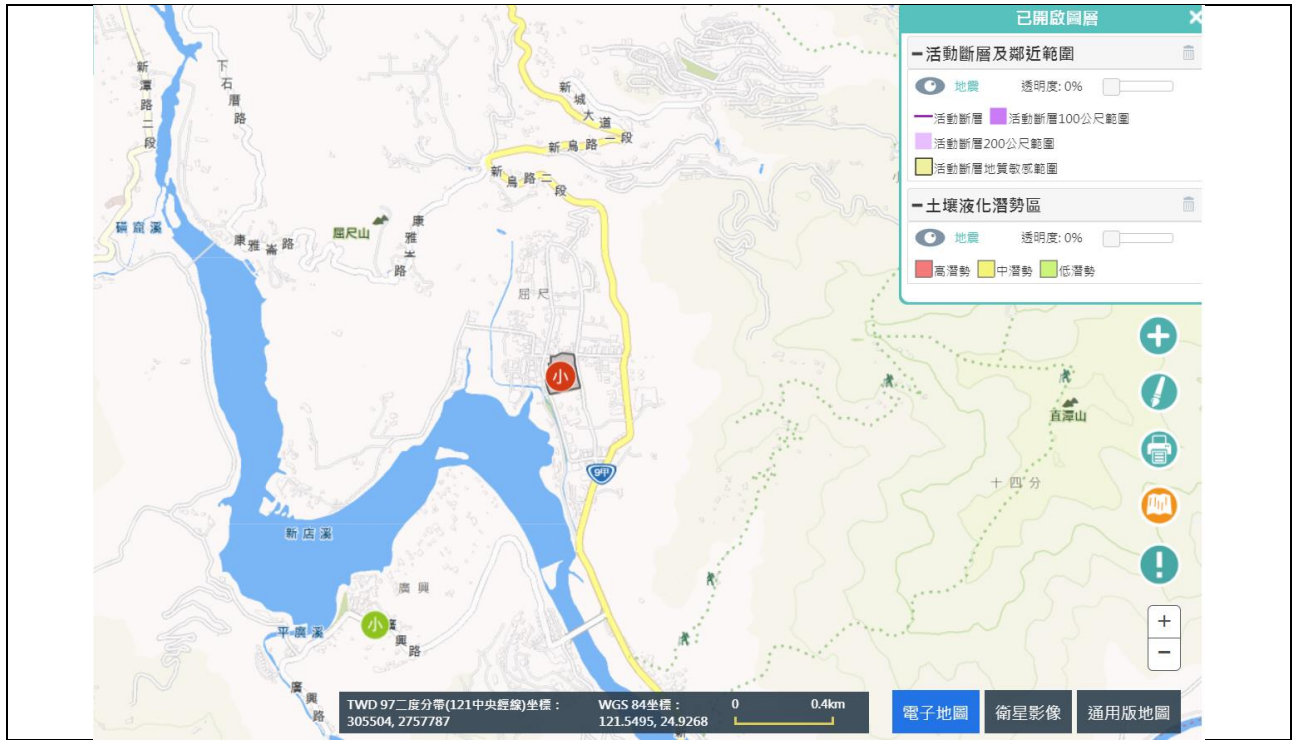 已開啟圖層
活動斷層及鄰近範圍
地震 透明度: 0%
活動斷層 活動斷層100公尺範圍
活動斷層200公尺範圍
活動斷層地質敏感範圍
土壤液化潛勢區
地震 透明度: 0%
高潛勢 中潛勢 低潛勢
新潭路二段
下石厝路
新城大道一段
新烏路
新烏路二段
康雅崙路
屈尺山
康雅崙路
屈尺
小
直潭山
9甲
十四分
新店溪
廣興
小
平廣溪
廣興路
廣興路
TWD 97二度分帶(121中央經線)坐標：
305504, 2757787
WGS 84坐標：
121.5495, 24.9268
0 0.4km
電子地圖 衛星影像 通用版地圖
+
−